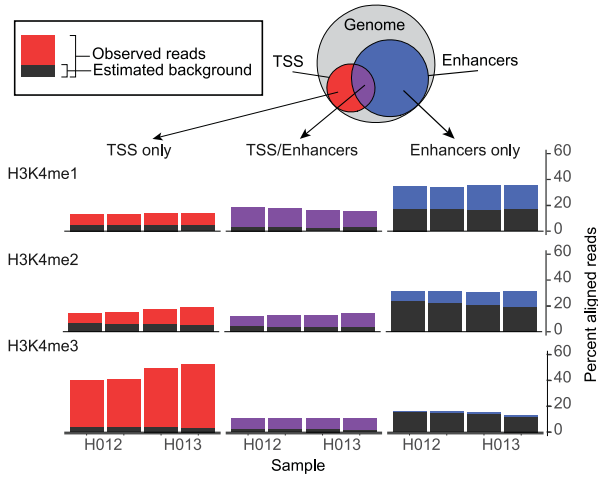 Observed reads
Estimated background
Genome
TSS
Enhancers
TSS only
TSS/Enhancers
Enhancers only
H3K4me1
60
40
20
0
H3K4me2
60
40
20
0
H3K4me3
60
40
20
0
Percent aligned reads
H012 H013 H012 H013 H012 H013
Sample